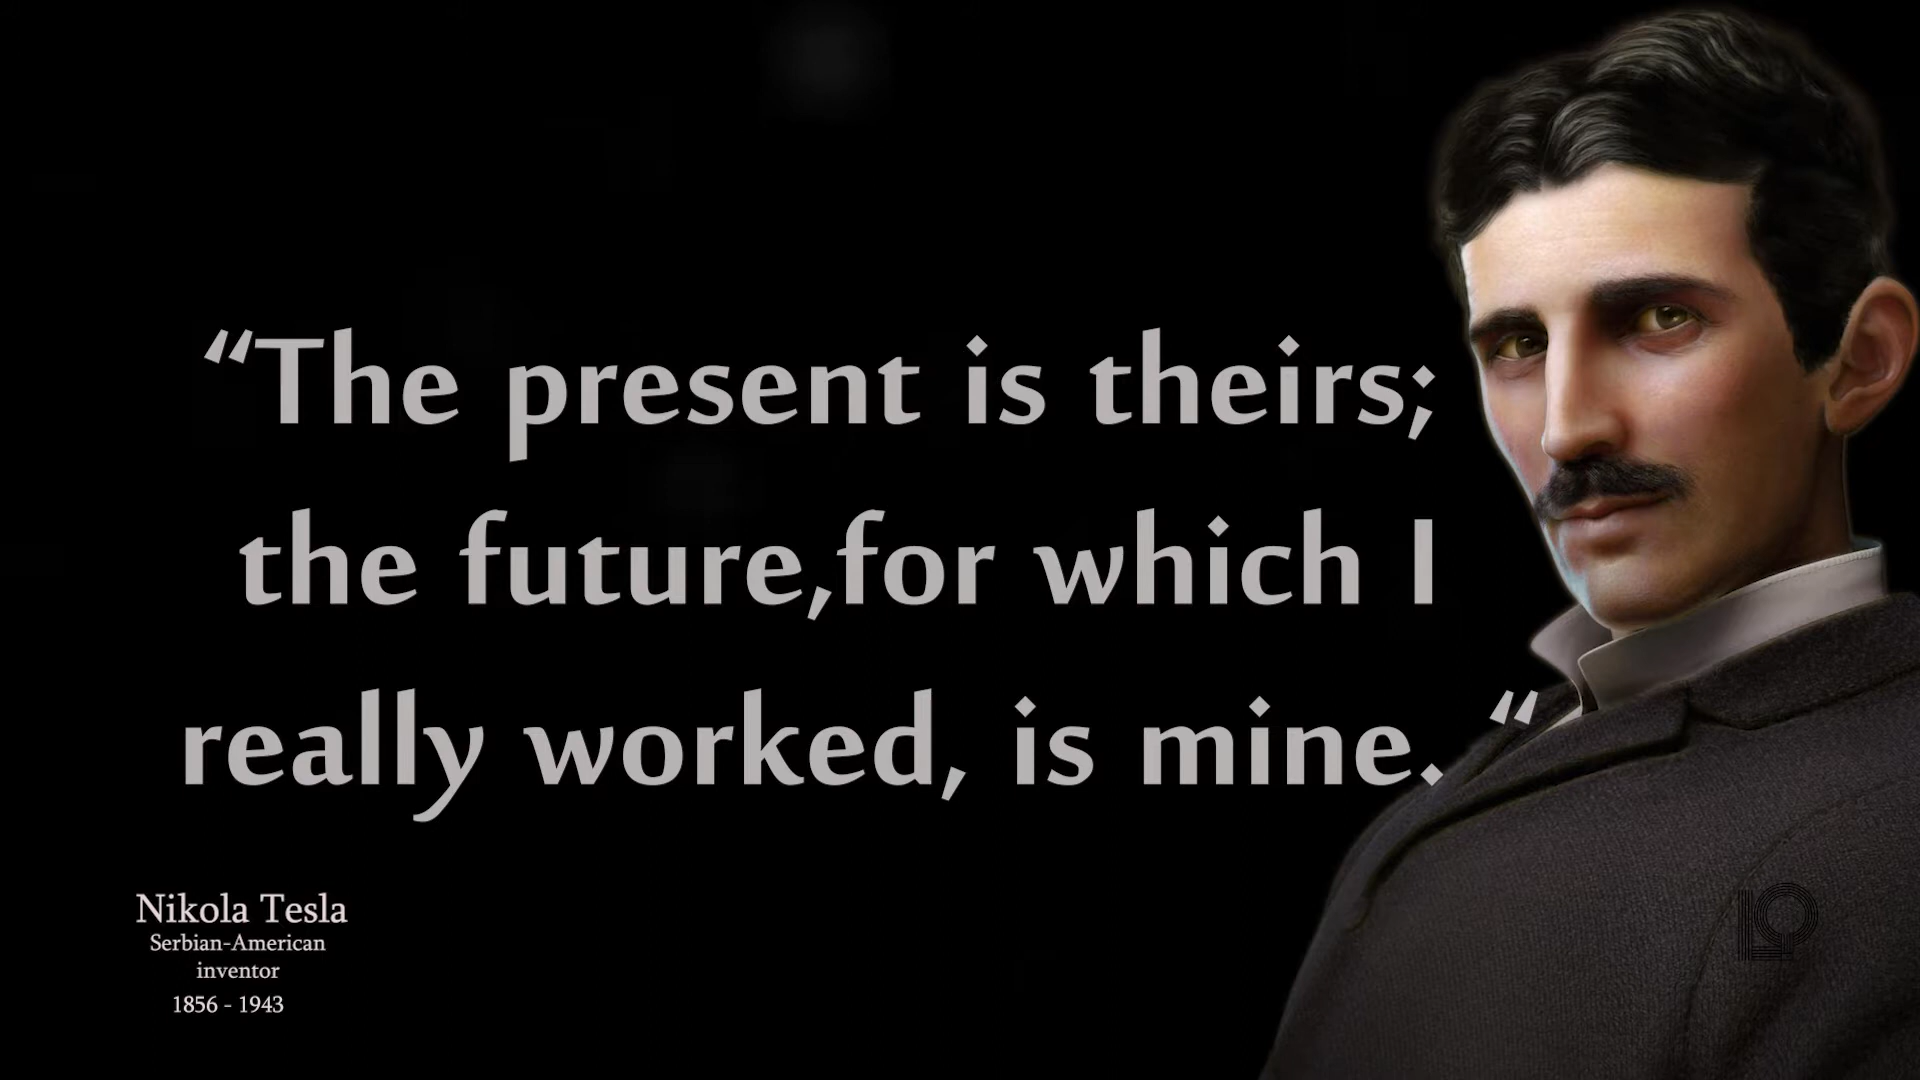 “The present is theirs;
the future,for which I
really worked, is mine. “
Nikola Tesla
Serbian-American
inventor
1856 - 1943